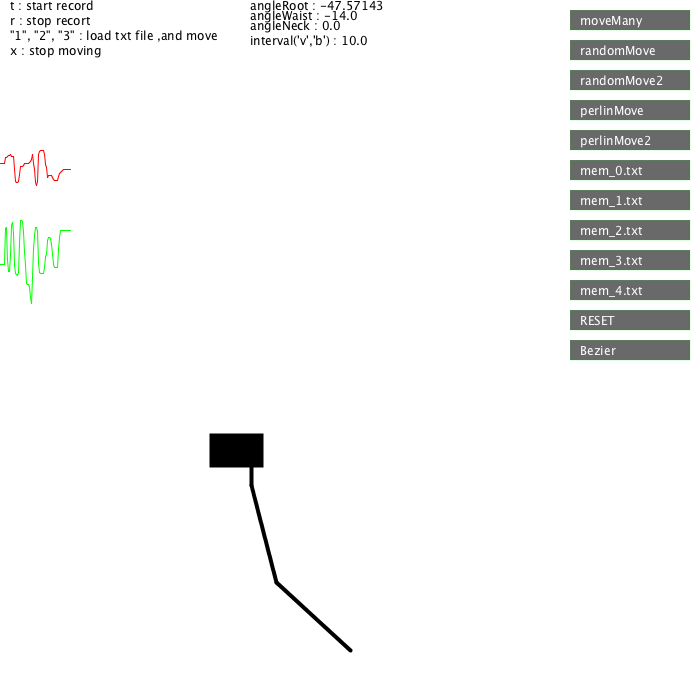 t : start record
r : stop recort
"1", "2", "3" : load txt file ,and move
x : stop moving
angleRoot : -47.57143
angleWaist : -14.0
angleNeck : 0.0
interval('v','b') : 10.0
moveMany
randomMove
randomMove2
perlinMove
perlinMove2
mem_0.txt
mem_1.txt
mem_2.txt
mem_3.txt
mem_4.txt
RESET
Bezier